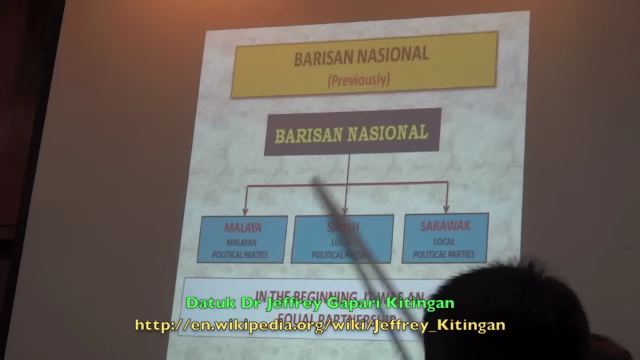 BARISAN NASIONAL
(Previously)
BARISAN NASIONAL
MALAYA
MALAYAN
POLITICAL PARTIES
SABAH
LOCAL
POLITICAL PARTIES
SARAWAK
LOCAL
POLITICAL PARTIES
IN THE BEGINNING, IT WAS AN
EQUAL PARTNERSHIP
Datuk Dr Jeffrey Gapari Kitingan
http://en.wikipedia.org/wiki/Jeffrey_Kitingan